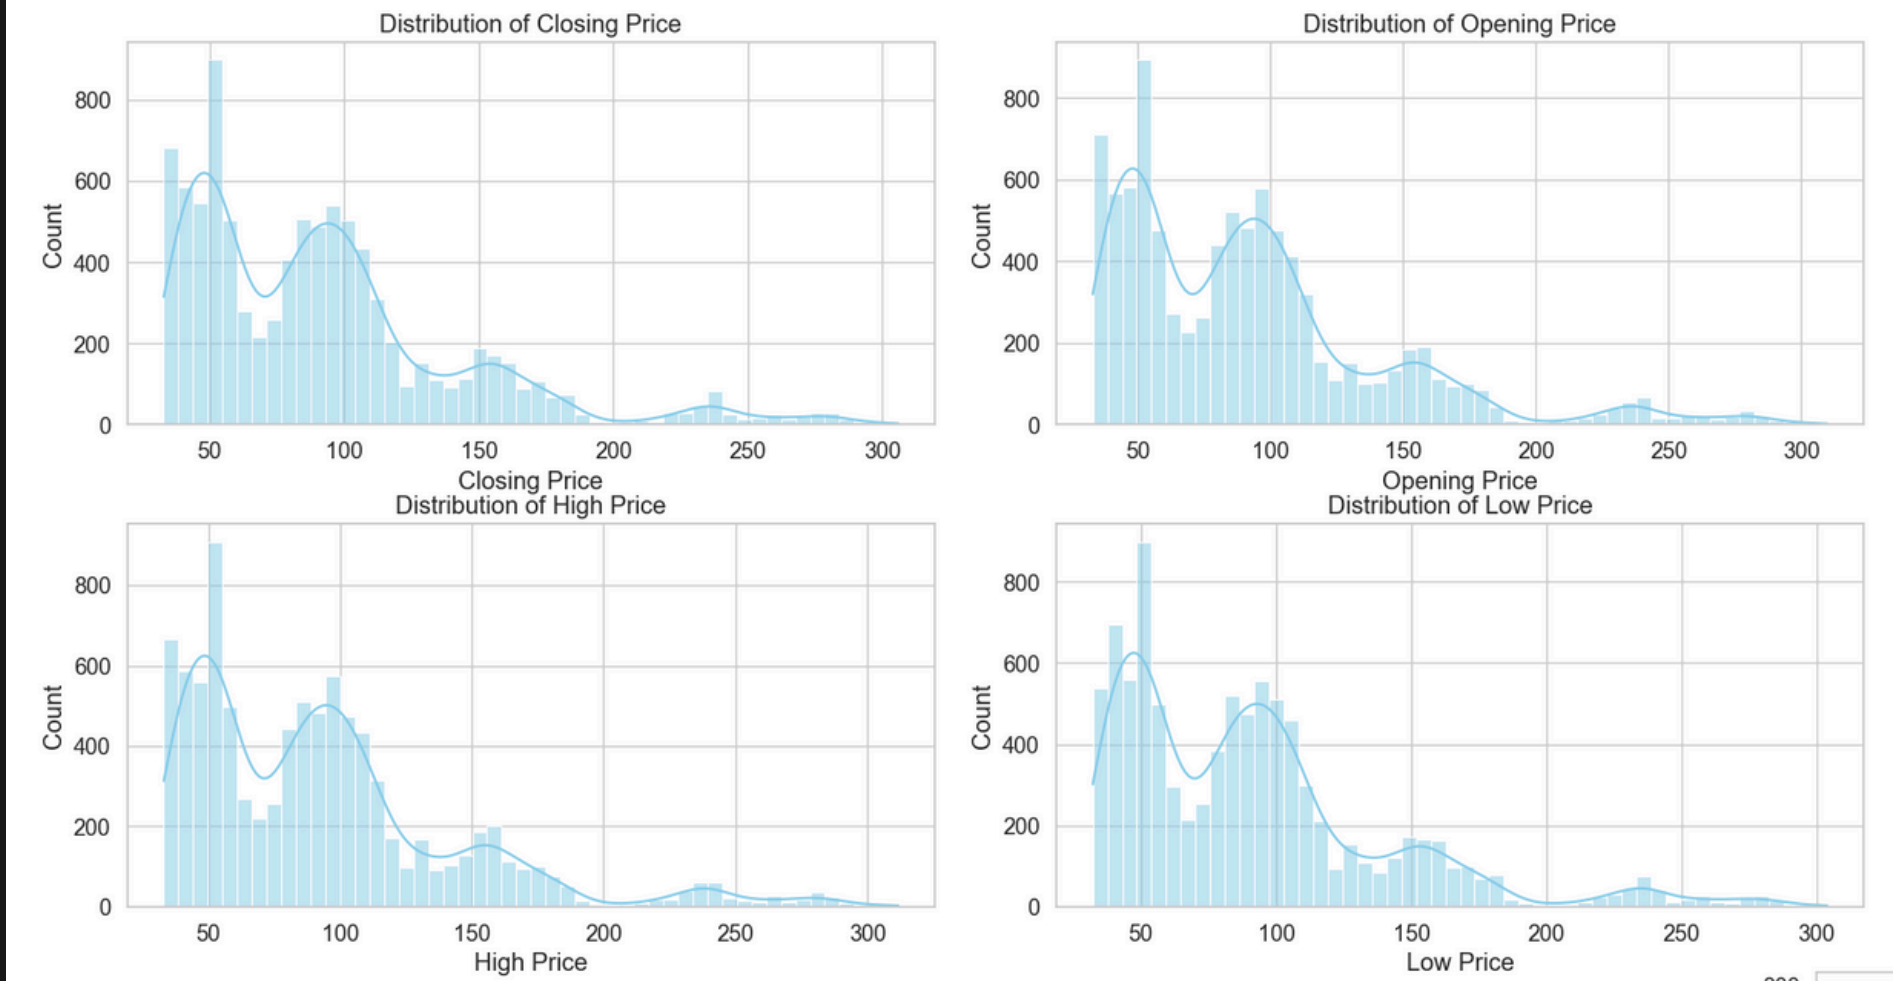 Distribution of Closing Price
800
600
400
200
0
Count
50 100 150 200 250 300
Closing Price
Distribution of Opening Price
800
600
400
200
0
Count
50 100 150 200 250 300
Opening Price
Distribution of High Price
800
600
400
200
0
Count
50 100 150 200 250 300
High Price
Distribution of Low Price
800
600
400
200
0
Count
50 100 150 200 250 300
Low Price